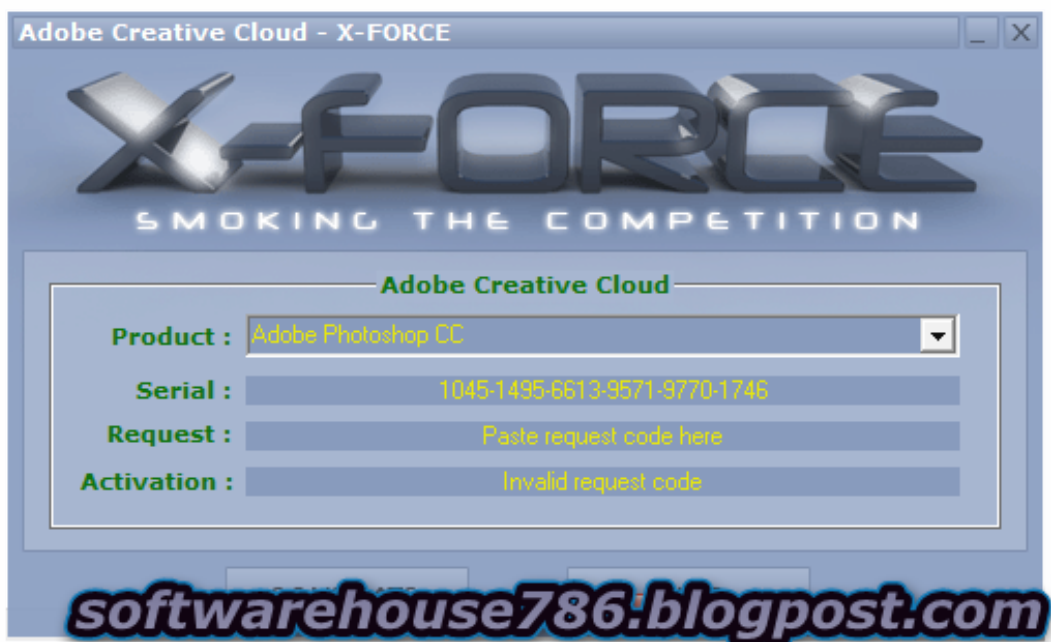 Adobe Creative Cloud - X-FORCE
X-FORCE
SMOKING THE COMPETITION
Adobe Creative Cloud
Product : Adobe Photoshop CC
Serial : 1045-1495-6613-9571-9770-1746
Request : Paste request code here
Activation : Invalid request code
softwarehouse786.blogpost.com